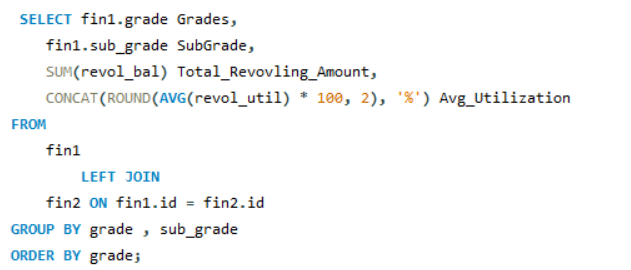 SELECT fin1.grade Grades,
fin1.sub_grade SubGrade,
SUM(revol_bal) Total_Revovling_Amount,
CONCAT(ROUND(AVG(revol_util) * 100, 2), '%') Avg_Utilization
FROM
fin1
LEFT JOIN
fin2 ON fin1.id = fin2.id
GROUP BY grade , sub_grade
ORDER BY grade;